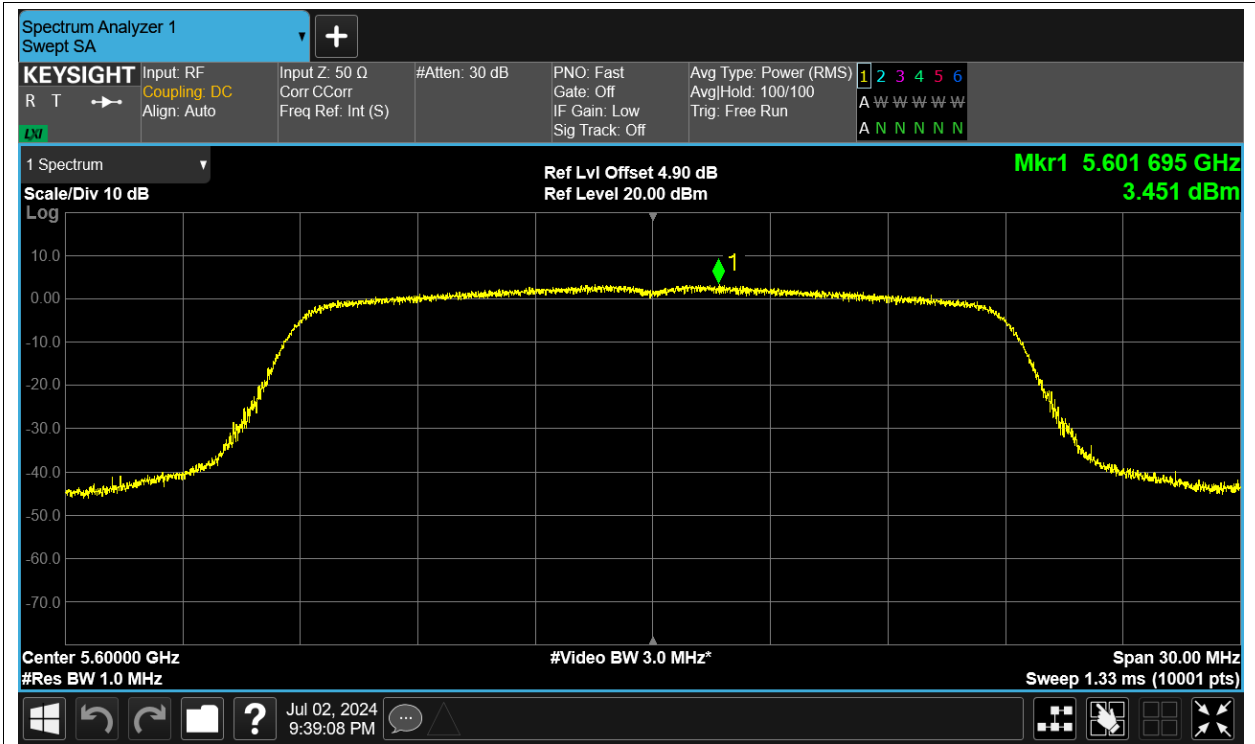 Spectrum Analyzer 1
Swept SA
+
KEYSIGHT
R T
LXI
Input: RF
Coupling: DC
Align: Auto
Input Z: 50 Ω
Corr CCorr
Freq Ref: Int (S)
#Atten: 30 dB
PNO: Fast
Gate: Off
IF Gain: Low
Sig Track: Off
Avg Type: Power (RMS)
Avg|Hold: 100/100
Trig: Free Run
1 2 3 4 5 6
A W W W W W
A N N N N N
1 Spectrum
Scale/Div 10 dB
Log
Ref Lvl Offset 4.90 dB
Ref Level 20.00 dBm
Mkr1 5.601 695 GHz
3.451 dBm
1
10.0
0.00
-10.0
-20.0
-30.0
-40.0
-50.0
-60.0
-70.0
Center 5.60000 GHz
#Res BW 1.0 MHz
#Video BW 3.0 MHz*
Span 30.00 MHz
Sweep 1.33 ms (10001 pts)
?
Jul 02, 2024
9:39:08 PM